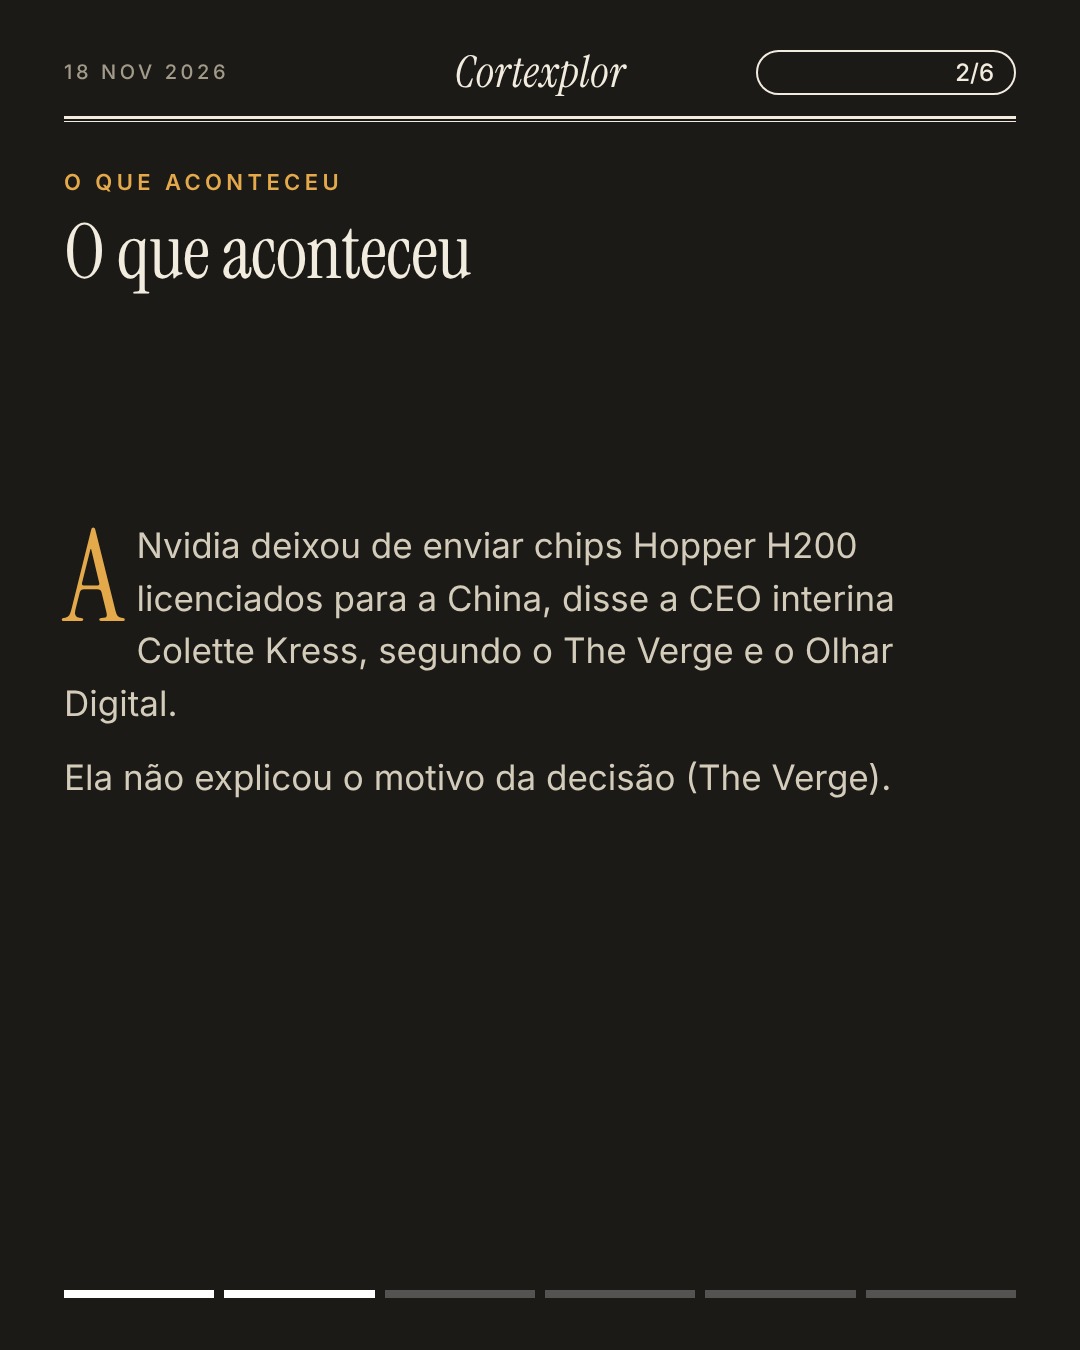 18 NOV 2026
Cortexplor
2/6
O QUE ACONTECEU
O que aconteceu
A Nvidia deixou de enviar chips Hopper H200
licenciados para a China, disse a CEO interina
Colette Kress, segundo o The Verge e o Olhar
Digital.
Ela não explicou o motivo da decisão (The Verge).